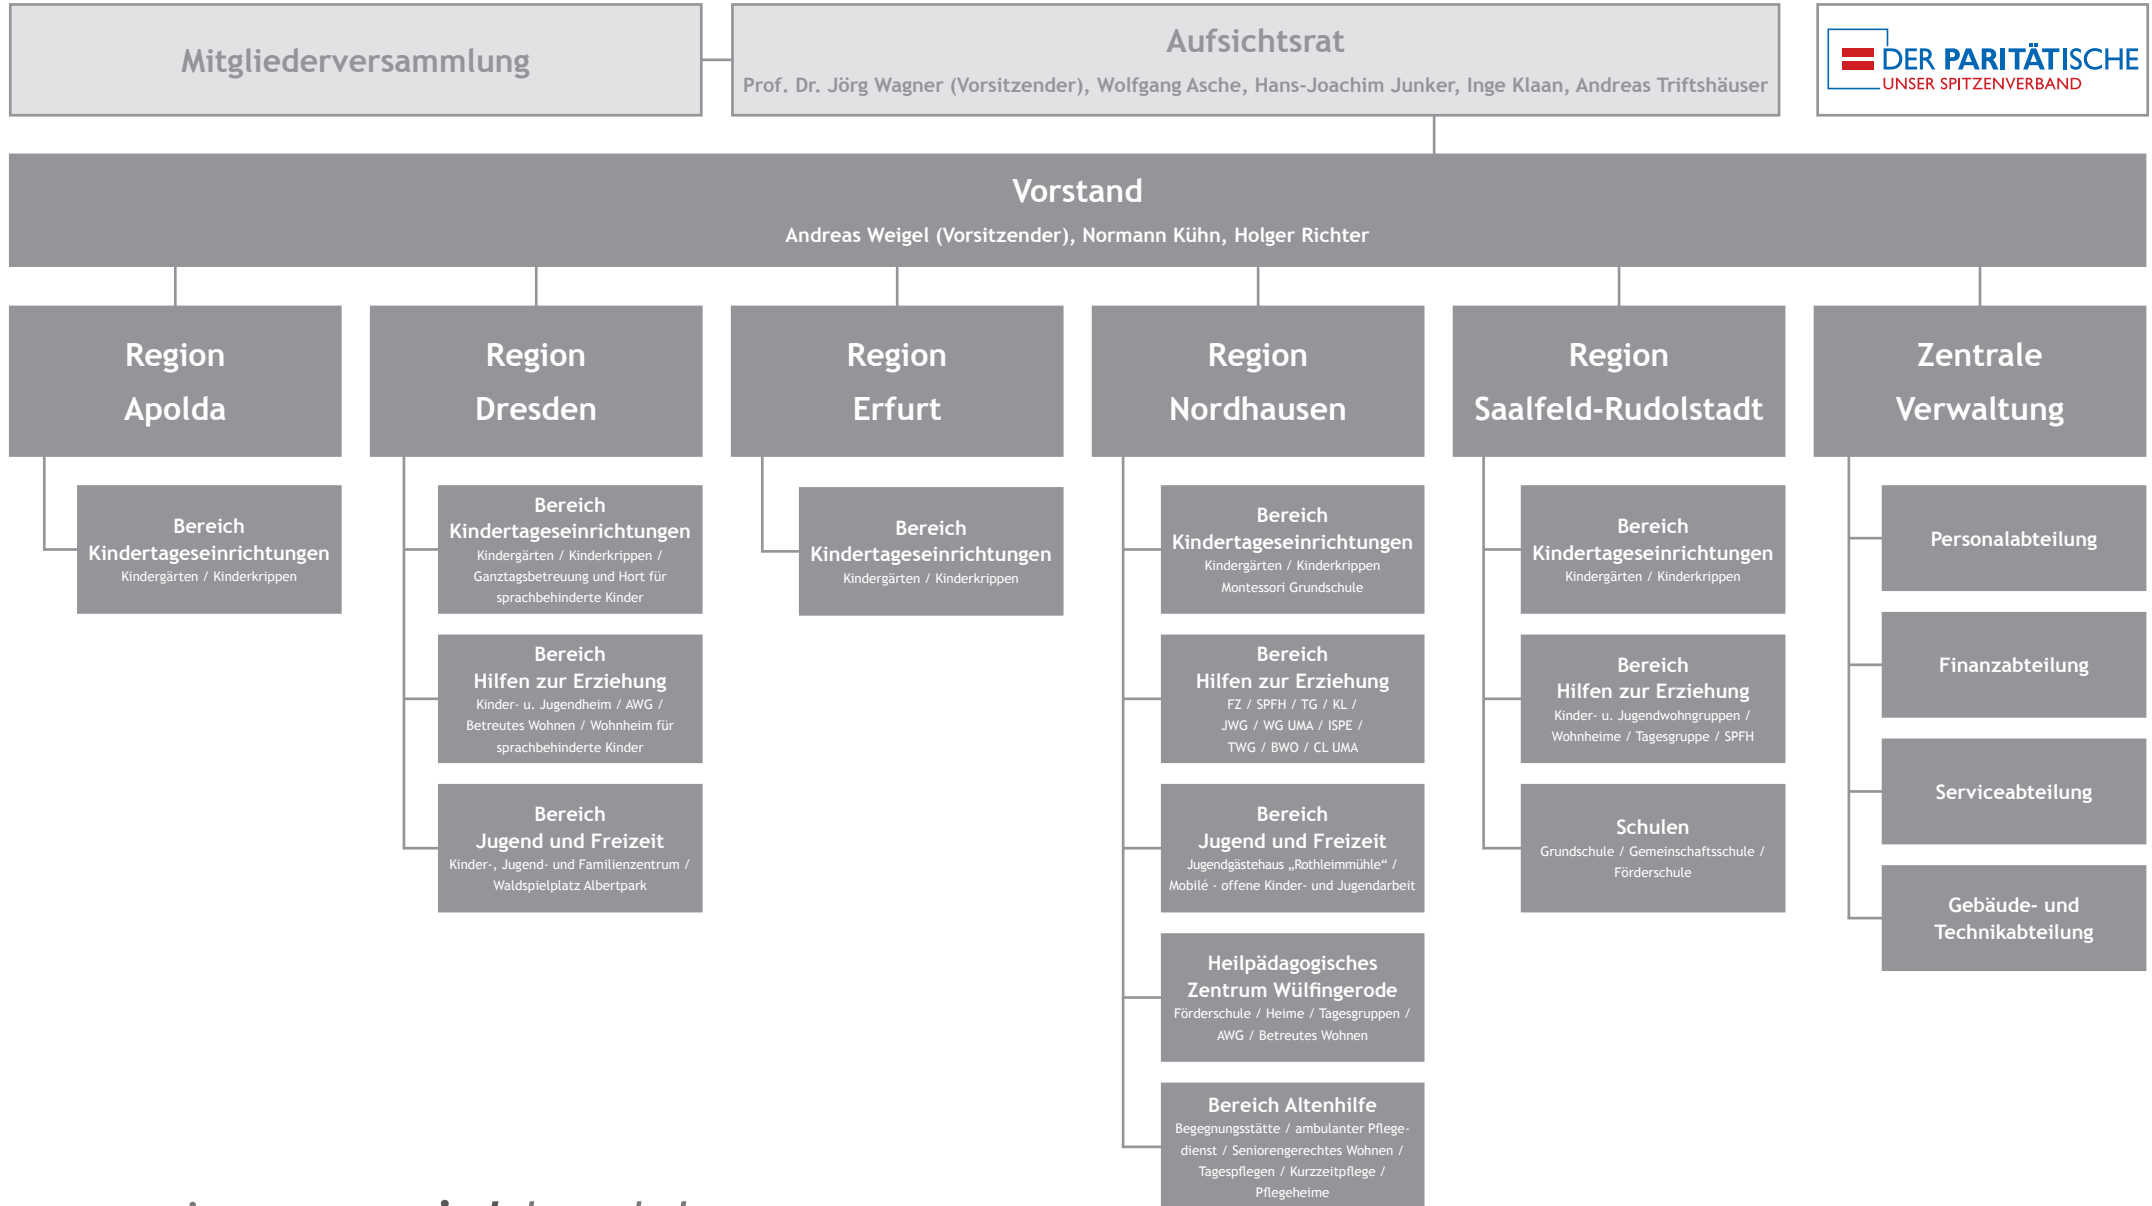 Mitgliederversammlung
Aufsichtsrat
Prof. Dr. Jörg Wagner (Vorsitzender), Wolfgang Asche, Hans-Joachim Junker, Inge Klaan, Andreas Triftshäuser
DER PARITÄTISCHE
UNSER SPITZENVERBAND
Vorstand
Andreas Weigel (Vorsitzender), Normann Kühn, Holger Richter
Region
Apolda
Bereich
Kindertageseinrichtungen
Kindergärten / Kinderkrippen
Region
Dresden
Bereich
Kindertageseinrichtungen
Kindergärten / Kinderkrippen /
Ganztagsbetreuung und Hort für
sprachbehinderte Kinder
Bereich
Hilfen zur Erziehung
Kinder- u. Jugendheim / AWG /
Betreutes Wohnen / Wohnheim für
sprachbehinderte Kinder
Bereich
Jugend und Freizeit
Kinder-, Jugend- und Familienzentrum /
Waldspielplatz Albertpark
Region
Erfurt
Bereich
Kindertageseinrichtungen
Kindergärten / Kinderkrippen
Region
Nordhausen
Bereich
Kindertageseinrichtungen
Kindergärten / Kinderkrippen
Montessori Grundschule
Bereich
Hilfen zur Erziehung
FZ / SPFH / TG / KL /
JWG / WG UMA / ISPE /
TWG / BWO / CL UMA
Bereich
Jugend und Freizeit
Jugendgästehaus „Rothleimmühle“ /
Mobilé - offene Kinder- und Jugendarbeit
Heilpädagogisches
Zentrum Wülfingerode
Förderschule / Heime / Tagesgruppen /
AWG / Betreutes Wohnen
Bereich Altenhilfe
Begegnungsstätte / ambulanter Pflege-
dienst / Seniorengerechtes Wohnen /
Tagespflegen / Kurzzeitpflege /
Pflegeheime
Region
Saalfeld-Rudolstadt
Bereich
Kindertageseinrichtungen
Kindergärten / Kinderkrippen
Bereich
Hilfen zur Erziehung
Kinder- u. Jugendwohngruppen /
Wohnheime / Tagesgruppe / SPFH
Schulen
Grundschule / Gemeinschaftsschule /
Förderschule
Zentrale
Verwaltung
Personalabteilung
Finanzabteilung
Serviceabteilung
Gebäude- und
Technikabteilung